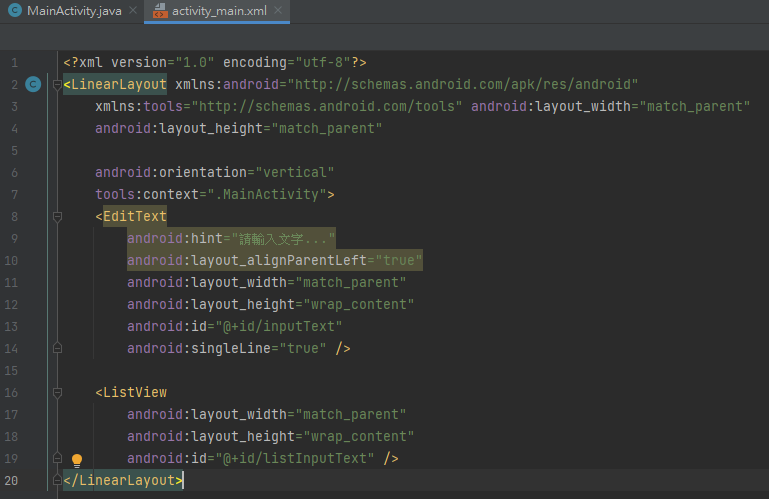 MainActivity.java activity_main.xml
1 <?xml version="1.0" encoding="utf-8"?>
2 <LinearLayout xmlns:android="http://schemas.android.com/apk/res/android"
3 xmlns:tools="http://schemas.android.com/tools" android:layout_width="match_parent"
4 android:layout_height="match_parent"
5
6 android:orientation="vertical"
7 tools:context=".MainActivity">
8 <EditText
9 android:hint="請輸入文字..."
10 android:layout_alignParentLeft="true"
11 android:layout_width="match_parent"
12 android:layout_height="wrap_content"
13 android:id="@+id/inputText"
14 android:singleLine="true" />
15
16 <ListView
17 android:layout_width="match_parent"
18 android:layout_height="wrap_content"
19 android:id="@+id/listInputText" />
20 </LinearLayout>